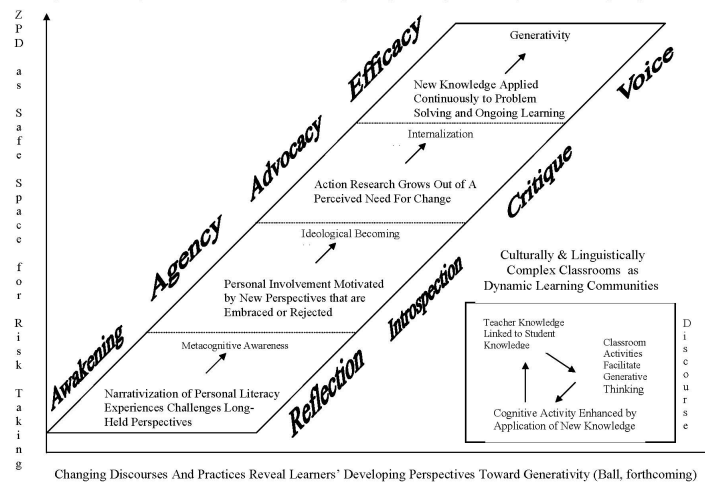 ZPD as Safe Space for Risk Taking
Efficacy
Advocacy
Agency
Awakening
Generativity
New Knowledge Applied
Continuously to Problem
Solving and Ongoing Learning
Internalization
Action Research Grows Out of A
Perceived Need For Change
Ideological Becoming
Personal Involvement Motivated
by New Perspectives that are
Embraced or Rejected
Metacognitive Awareness
Narrativization of Personal Literacy
Experiences Challenges Long-
Held Perspectives
Voice
Critique
Introspection
Reflection
Culturally & Linguistically
Complex Classrooms as
Dynamic Learning Communities
Teacher Knowledge
Linked to Student
Knowledge
Classroom
Activities
Facilitate
Generative
Thinking
Cognitive Activity Enhanced by
Application of New Knowledge
Discourse
Changing Discourses And Practices Reveal Learners' Developing Perspectives Toward Generativity (Ball, forthcoming)